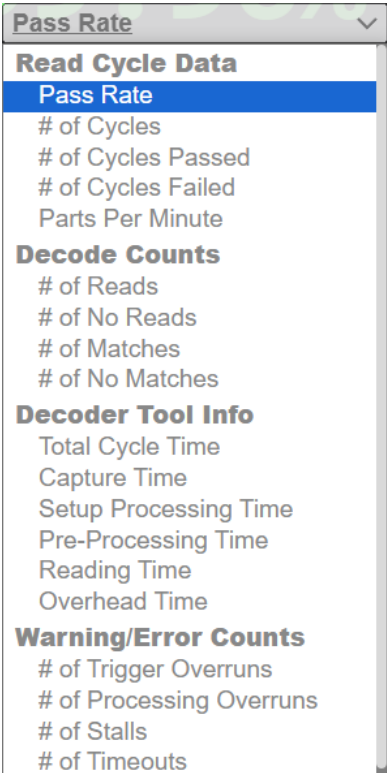 Pass Rate
Read Cycle Data
Pass Rate
# of Cycles
# of Cycles Passed
# of Cycles Failed
Parts Per Minute
Decode Counts
# of Reads
# of No Reads
# of Matches
# of No Matches
Decoder Tool Info
Total Cycle Time
Capture Time
Setup Processing Time
Pre-Processing Time
Reading Time
Overhead Time
Warning/Error Counts
# of Trigger Overruns
# of Processing Overruns
# of Stalls
# of Timeouts